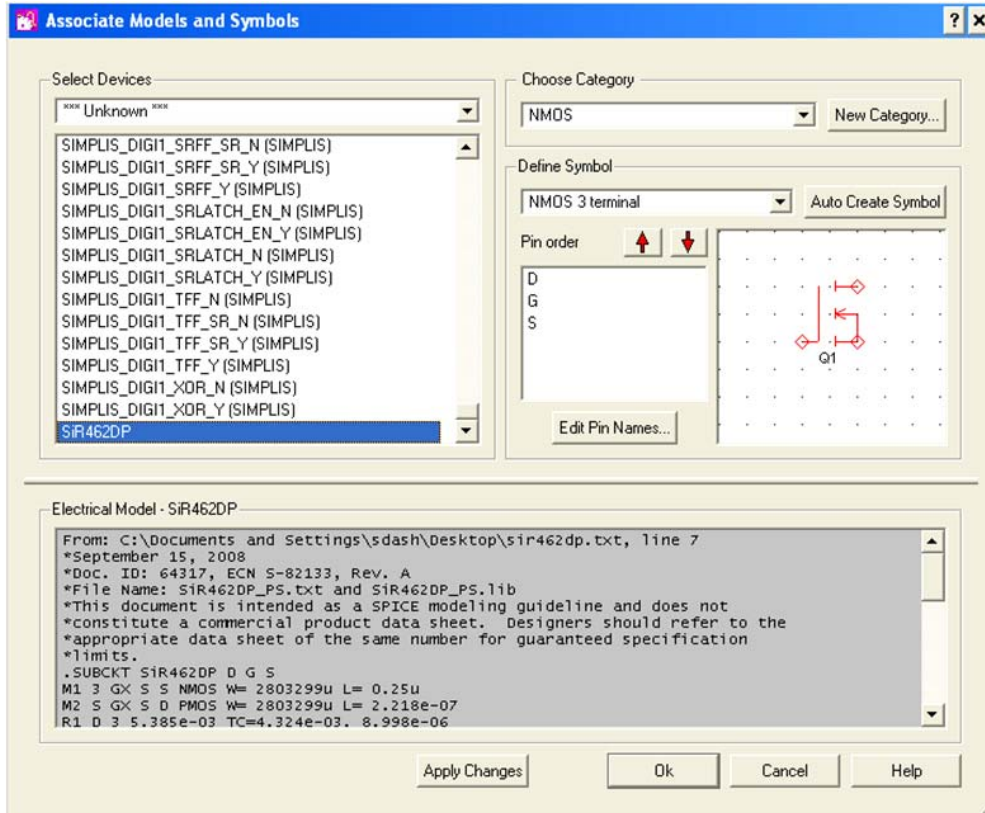 Associate Models and Symbols
Select Devices
*** Unknown ***
SIMPLIS_DIGI1_SRFF_SR_N (SIMPLIS)
SIMPLIS_DIGI1_SRFF_SR_Y (SIMPLIS)
SIMPLIS_DIGI1_SRFF_Y (SIMPLIS)
SIMPLIS_DIGI1_SRLATCH_EN_N (SIMPLIS)
SIMPLIS_DIGI1_SRLATCH_EN_Y (SIMPLIS)
SIMPLIS_DIGI1_SRLATCH_N (SIMPLIS)
SIMPLIS_DIGI1_SRLATCH_Y (SIMPLIS)
SIMPLIS_DIGI1_TFF_N (SIMPLIS)
SIMPLIS_DIGI1_TFF_SR_N (SIMPLIS)
SIMPLIS_DIGI1_TFF_SR_Y (SIMPLIS)
SIMPLIS_DIGI1_TFF_Y (SIMPLIS)
SIMPLIS_DIGI1_XOR_N (SIMPLIS)
SIMPLIS_DIGI1_XOR_Y (SIMPLIS)
SiR462DP
Choose Category
NMOS
New Category...
Define Symbol
NMOS 3 terminal
Auto Create Symbol
Pin order
D
G
S
Q1
Edit Pin Names...
Electrical Model - SiR462DP
From: C:\Documents and Settings\sdash\Desktop\sir462dp.txt, line 7
*September 15, 2008
*Doc. ID: 64317, ECN S-82133, Rev. A
*File Name: SiR462DP_PS.txt and SiR462DP_PS.lib
*This document is intended as a SPICE modeling guideline and does not
*constitute a commercial product data sheet.  Designers should refer to the
*appropriate data sheet of the same number for guaranteed specification
*limits.
.SUBCKT SiR462DP D G S
M1 3 GX S S NMOS W= 2803299u L= 0.25u
M2 S GX S D PMOS W= 2803299u L= 2.218e-07
R1 D 3 5.385e-03 TC=4.324e-03. 8.998e-06
Apply Changes
Ok
Cancel
Help